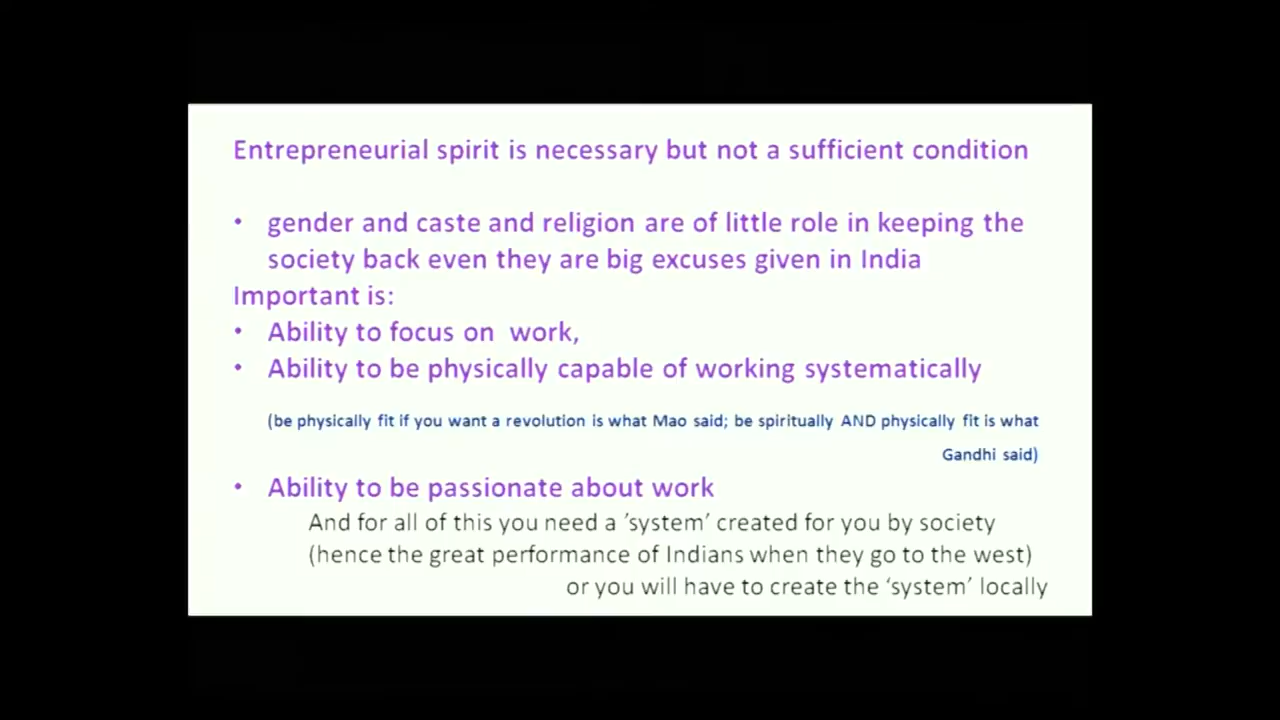 Entrepreneurial spirit is necessary but not a sufficient condition
• gender and caste and religion are of little role in keeping the
society back even they are big excuses given in India
Important is:
• Ability to focus on work,
• Ability to be physically capable of working systematically
(be physically fit if you want a revolution is what Mao said; be spiritually AND physically fit is what
Gandhi said)
• Ability to be passionate about work
And for all of this you need a ‘system’ created for you by society
(hence the great performance of Indians when they go to the west)
or you will have to create the ‘system’ locally